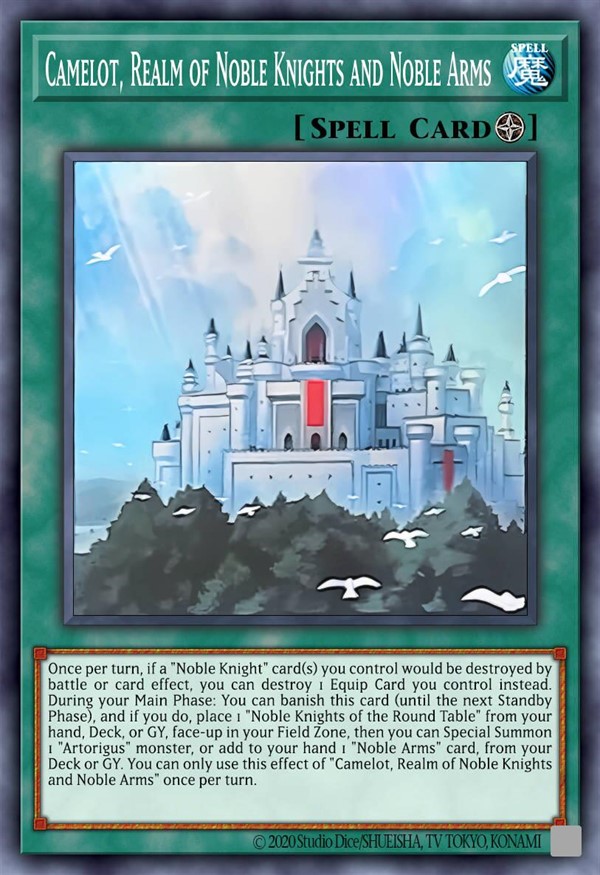 CAMELOT, REALM OF NOBLE KNIGHTS AND NOBLE ARMS
SPELL
魔
[SPELL CARD]
Once per turn, if a "Noble Knight" card(s) you control would be destroyed by
battle or card effect, you can destroy 1 Equip Card you control instead.
During your Main Phase: You can banish this card (until the next Standby
Phase), and if you do, place 1 "Noble Knights of the Round Table" from your
hand, Deck, or GY, face-up in your Field Zone, then you can Special Summon
1 "Artorigus" monster, or add to your hand 1 "Noble Arms" card, from your
Deck or GY. You can only use this effect of "Camelot, Realm of Noble Knights
and Noble Arms" once per turn.
© 2020 Studio Dice/SHUEISHA, TV TOKYO, KONAMI